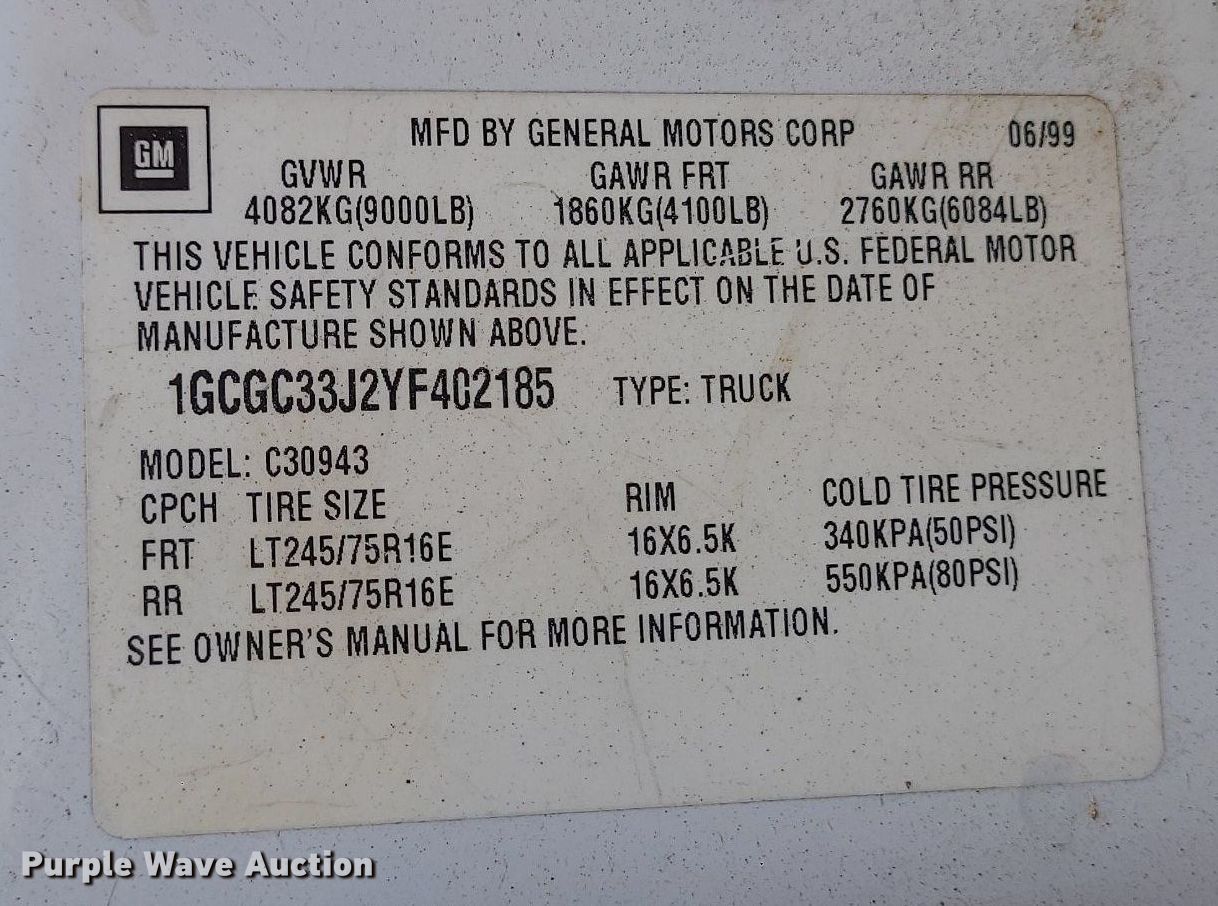 GM
MFD BY GENERAL MOTORS CORP 06/99
GVWR GAWR FRT GAWR RR
4082KG(9000LB) 1860KG(4100LB) 2760KG(6084LB)
THIS VEHICLE CONFORMS TO ALL APPLICABLE U.S. FEDERAL MOTOR
VEHICLE SAFETY STANDARDS IN EFFECT ON THE DATE OF
MANUFACTURE SHOWN ABOVE.
1GCGC33J2YF402185 TYPE: TRUCK
MODEL: C30943
CPCH TIRE SIZE RIM COLD TIRE PRESSURE
FRT LT245/75R16E 16X6.5K 340KPA(50PSI)
RR LT245/75R16E 16X6.5K 550KPA(80PSI)
SEE OWNER'S MANUAL FOR MORE INFORMATION.
Purple Wave Auction